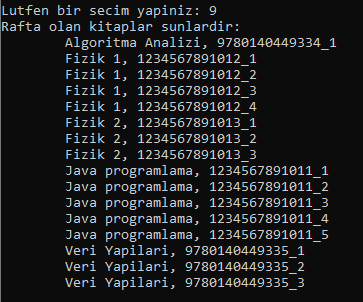 Lutfen bir secim yapiniz: 9
Rafta olan kitaplar sunlardir:
Algoritma Analizi, 9780140449334_1
Fizik 1, 1234567891012_1
Fizik 1, 1234567891012_2
Fizik 1, 1234567891012_3
Fizik 1, 1234567891012_4
Fizik 2, 1234567891013_1
Fizik 2, 1234567891013_2
Fizik 2, 1234567891013_3
Java programlama, 1234567891011_1
Java programlama, 1234567891011_2
Java programlama, 1234567891011_3
Java programlama, 1234567891011_4
Java programlama, 1234567891011_5
Veri Yapilari, 9780140449335_1
Veri Yapilari, 9780140449335_2
Veri Yapilari, 9780140449335_3